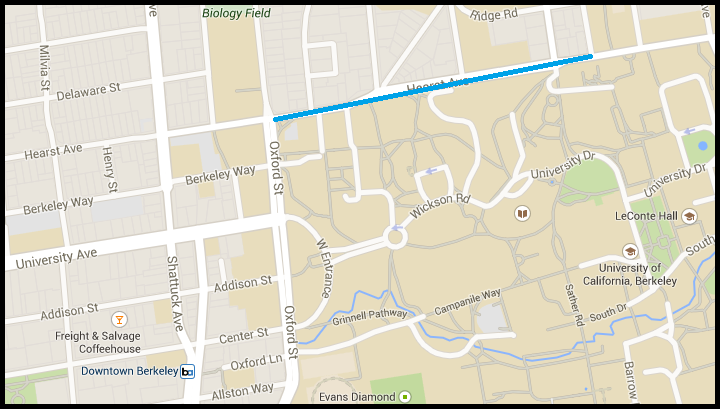 Biology Field
Ave
Ridge Rd
Milvia St
Delaware St
Hearst Ave
Hearst Ave
Oxford St
Henry St
Berkeley Way
Berkeley Way
University Dr
University Dr
Wickson Rd
LeConte Hall
University Ave
W Entrance
South
University of
California, Berkeley
Shattuck Ave
Addison St
Addison St
Sather Rd
Campanile Way
Grinnell Pathway
South Dr
Oxford St
Freight & Salvage
Coffeehouse
Center St
Oxford Ln
Downtown Berkeley
Allston Way
Evans Diamond
Barrow